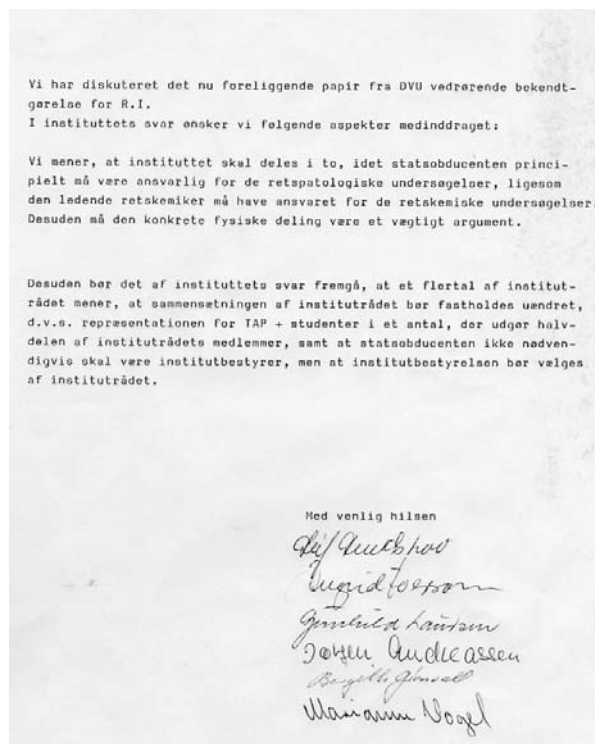 Vi har diskuteret det nu foreliggende papir fra DVU vedrørende bekendt-
gørelse for R.I.
I instituttets svar ønsker vi følgende aspekter medinddraget:
Vi mener, at instituttet skal deles i to, idet statsobducenten princi-
pielt må være ansvarlig for de retspatologiske undersøgelser, ligesom
den ledende retskemiker må have ansvaret for de retskemiske undersøgelser.
Desuden må den konkrete fysiske deling være et vægtigt argument.
Desuden bør det af instituttets svar fremgå, at et flertal af institut-
rådet mener, at sammensætningen af institutrådet bør fastholdes uændret,
d.v.s. repræsentationen for TAP + studenter i et antal, der udgør halv-
delen af institutrådets medlemmer, samt at statsobducenten ikke nødven-
digvis skal være institutbestyrer, men at institutbestyrelsen bør vælges
af institutrådet.
Med venlig hilsen
Ingrid
Gunhild Laursen
Andreassen
Marianne Vogel